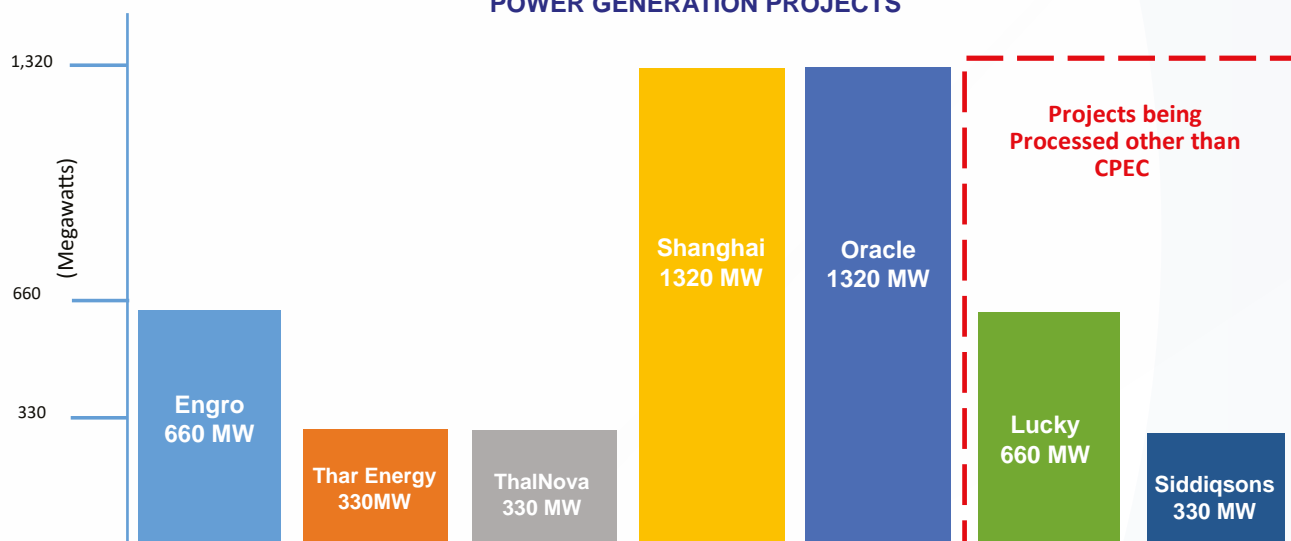 POWER GENERATION PROJECTS
1,320
660
330
(Megawatts)
Engro
660 MW
Thar Energy
330MW
ThalNova
330 MW
Shanghai
1320 MW
Oracle
1320 MW
Projects being
Processed other than
CPEC
Lucky
660 MW
Siddiqsons
330 MW